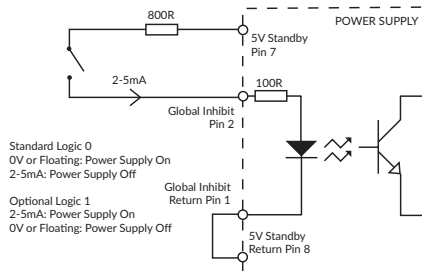 800R
POWER SUPPLY
5V Standby
Pin 7
2-5mA
100R
Global Inhibit
Pin 2
Standard Logic 0
0V or Floating: Power Supply On
2-5mA: Power Supply Off
Global Inhibit
Return Pin 1
Optional Logic 1
2-5mA: Power Supply On
0V or Floating: Power Supply Off
5V Standby
Return Pin 8